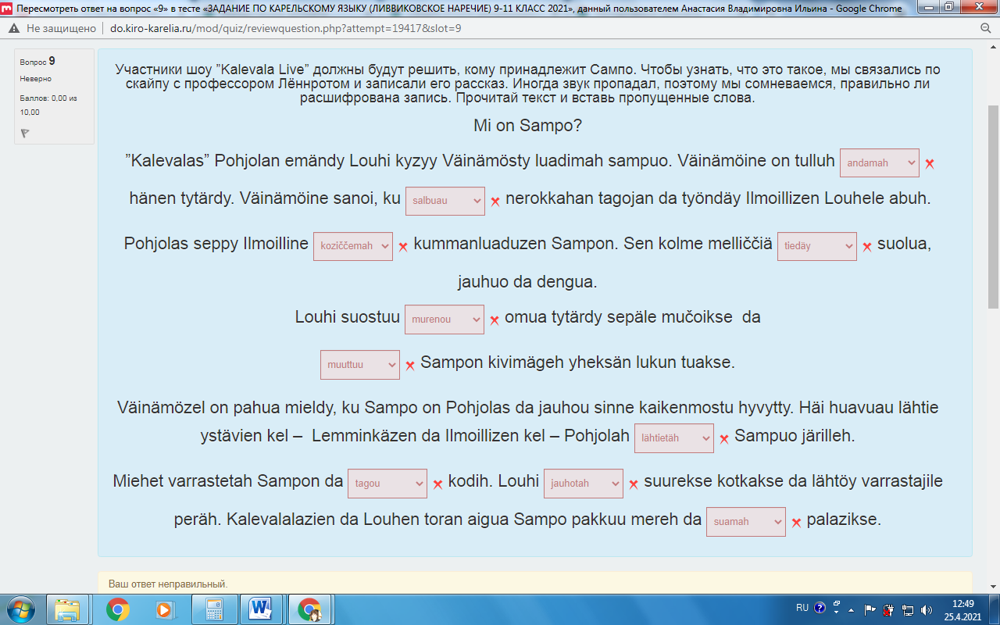 Пересмотреть ответ на вопрос «9» в тесте «ЗАДАНИЕ ПО КАРЕЛЬСКОМУ ЯЗЫКУ (ЛИВВИКОВСКОЕ НАРЕЧИЕ) 9-11 КЛАСС 2021», данный пользователем Анастасия Владимировна Ильина - Google Chrome
Не защищено do.kiro-karelia.ru/mod/quiz/reviewquestion.php?attempt=19417&slot=9
Вопрос 9
Неверно
Баллов: 0,00 из
10,00
Участники шоу ”Kalevala Live” должны будут решить, кому принадлежит Сампо. Чтобы узнать, что это такое, мы связались по
скайпу с профессором Лённротом и записали его рассказ. Иногда звук пропадал, поэтому мы сомневаемся, правильно ли
расшифрована запись. Прочитай текст и вставь пропущенные слова.
Mi on Sampo?
”Kalevalas” Pohjolan emändy Louhi kyzyy Väinämösty luadimah sampuo. Väinämöine on tulluh andamah
hänen tytärdy. Väinämöine sanoi, ku salbuau nerokkahan tagojan da työndäy Ilmoillizen Louhele abuh.
Pohjolas seppy Ilmoilline koziččemah kummanluaduzen Sampon. Sen kolme melliččiä tiedäy suolua,
jauhuo da dengua.
Louhi suostuu murenou omua tytärdy sepäle mučoikse da
muuttuu Sampon kivimägeh yheksän lukun tuakse.
Väinämözel on pahua mieldy, ku Sampo on Pohjolas da jauhou sinne kaikenmostu hyvytty. Häi huavuau lähtie
ystävien kel – Lemminkäzen da Ilmoillizen kel – Pohjolah lähtietäh Sampuo järilleh.
Miehet varrastetah Sampon da tagou kodih. Louhi jauhotah suurekse kotkakse da lähtöy varrastajile
peräh. Kalevalalazien da Louhen toran aigua Sampo pakkuu mereh da suamah palazikse.
Ваш ответ неправильный.
RU
12:49
25.4.2021